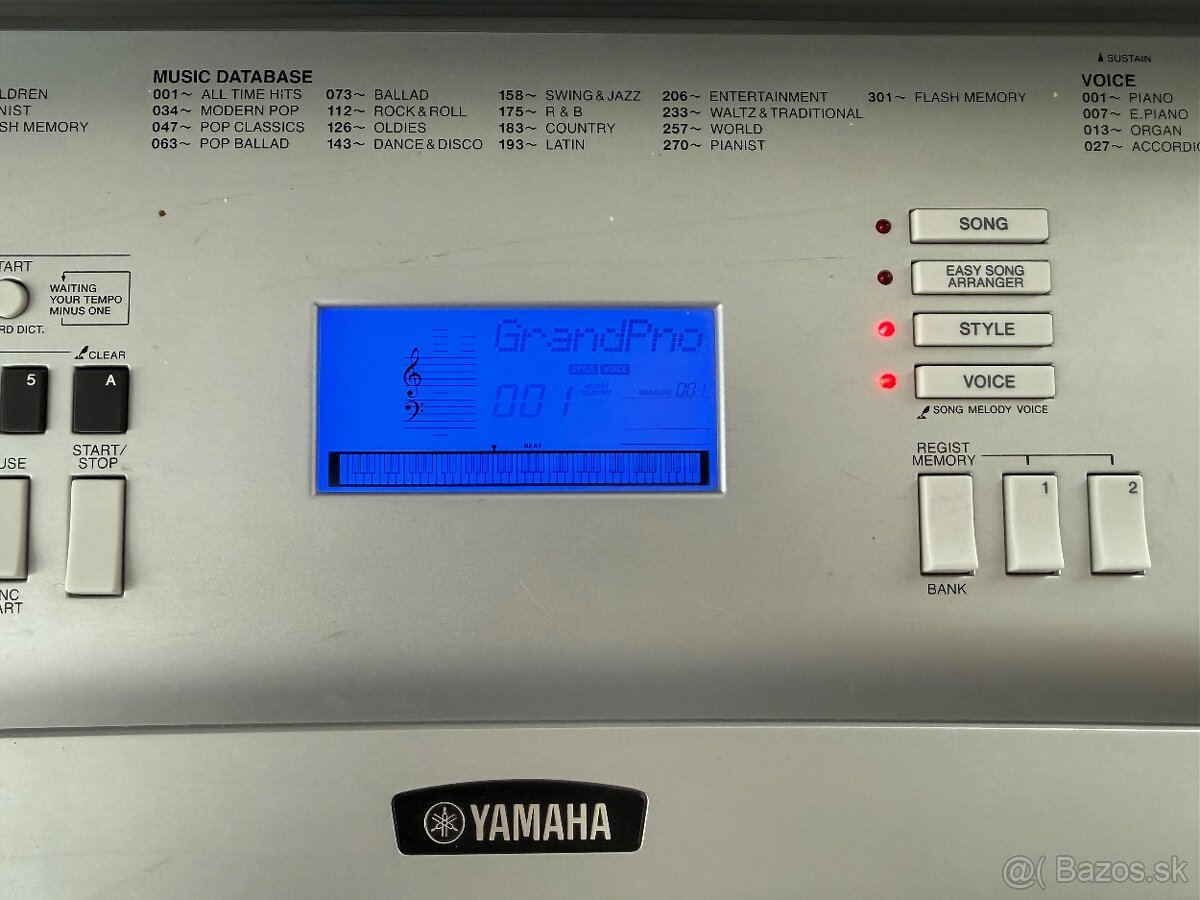 LDREN
NIST
SH MEMORY
MUSIC DATABASE
001~ ALL TIME HITS
034~ MODERN POP
047~ POP CLASSICS
063~ POP BALLAD
073~ BALLAD
112~ ROCK & ROLL
126~ OLDIES
143~ DANCE & DISCO
158~ SWING & JAZZ
175~ R & B
183~ COUNTRY
193~ LATIN
206~ ENTERTAINMENT
233~ WALTZ & TRADITIONAL
257~ WORLD
270~ PIANIST
301~ FLASH MEMORY
SUSTAIN
VOICE
001~ PIANO
007~ E.PIANO
013~ ORGAN
027~ ACCORDIO
TART
WAITING
YOUR TEMPO
MINUS ONE
RD DICT.
CLEAR
5
A
USE
START/
STOP
NC
ART
GrandPno
STYLE VOICE
001
REGIST
MEMORY
MEASURE 001
BEAT
SONG
EASY SONG
ARRANGER
STYLE
VOICE
SONG MELODY VOICE
REGIST
MEMORY
1
2
BANK
YAMAHA
@( Bazos.sk